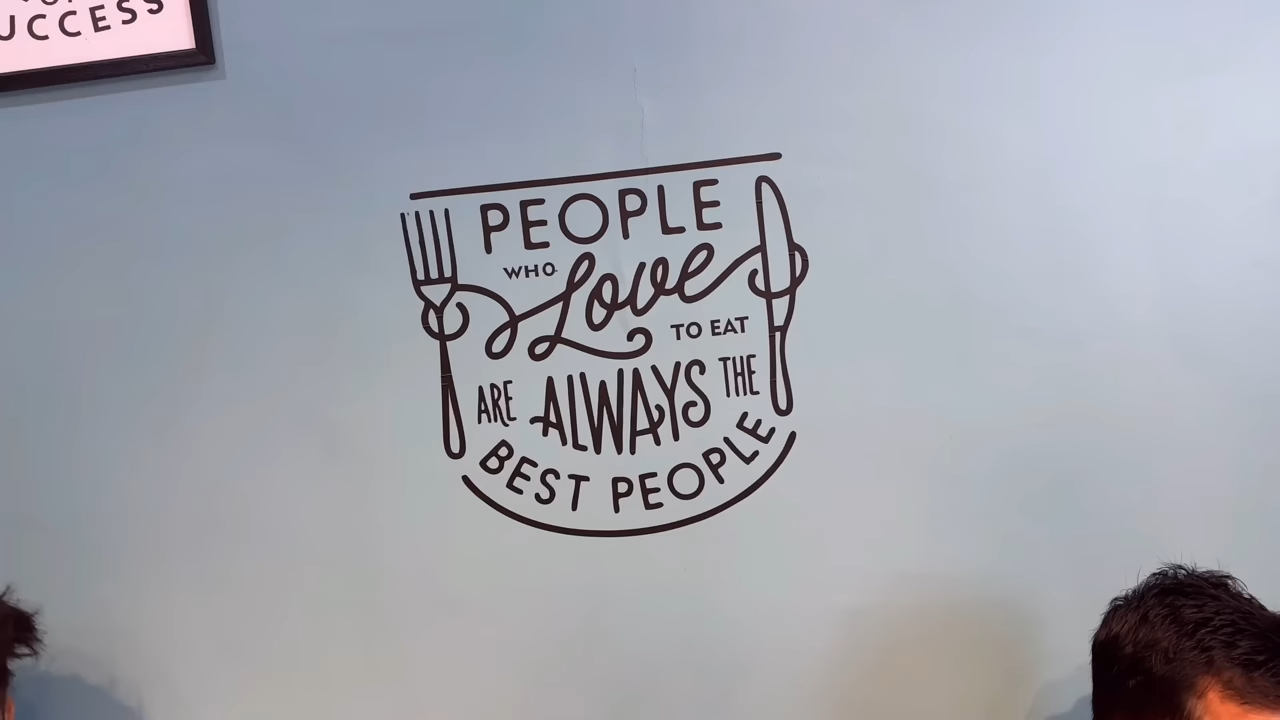 UCCESS
PEOPLE
WHO Love
TO EAT
ARE ALWAYS THE
BEST PEOPLE